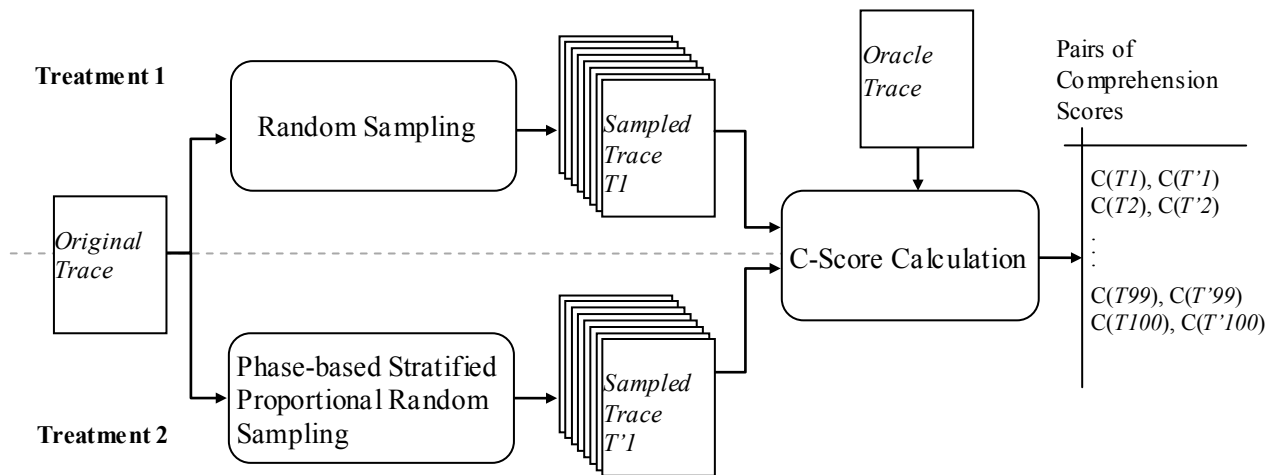 Treatment 1
Random Sampling
Sampled
Trace
T1
Oracle
Trace
Pairs of
Comprehension
Scores
Original
Trace
C-Score Calculation
C(T1), C(T'1)
C(T2), C(T'2)
.
.
.
C(T99), C(T'99)
C(T100), C(T'100)
Phase-based Stratified
Proportional Random
Sampling
Sampled
Trace
T'1
Treatment 2